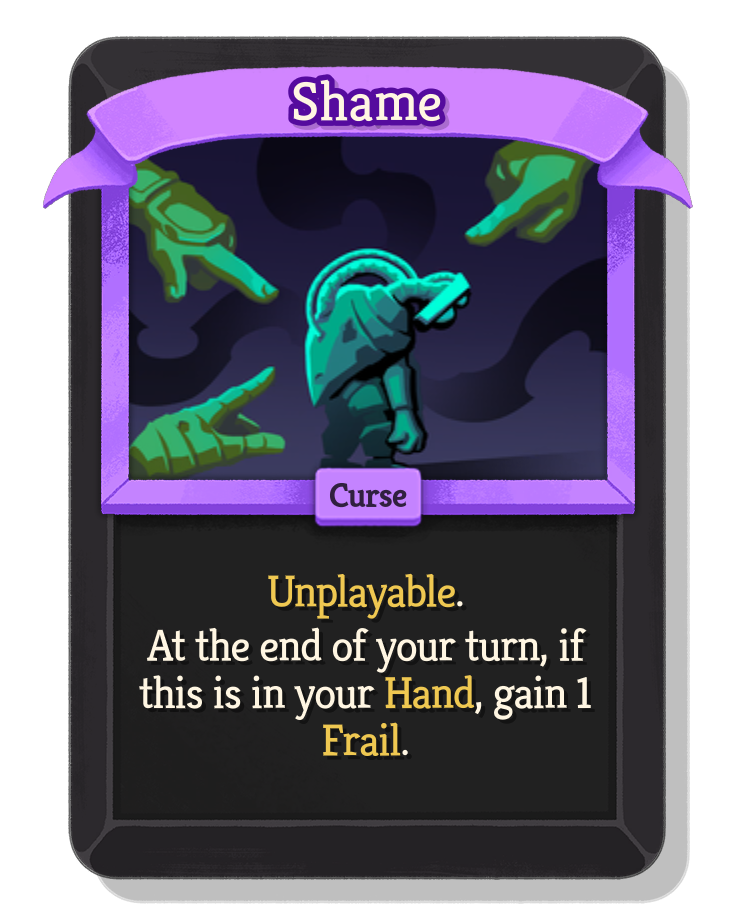 Shame
Curse
Unplayable.
At the end of your turn, if
this is in your Hand, gain 1
Frail.